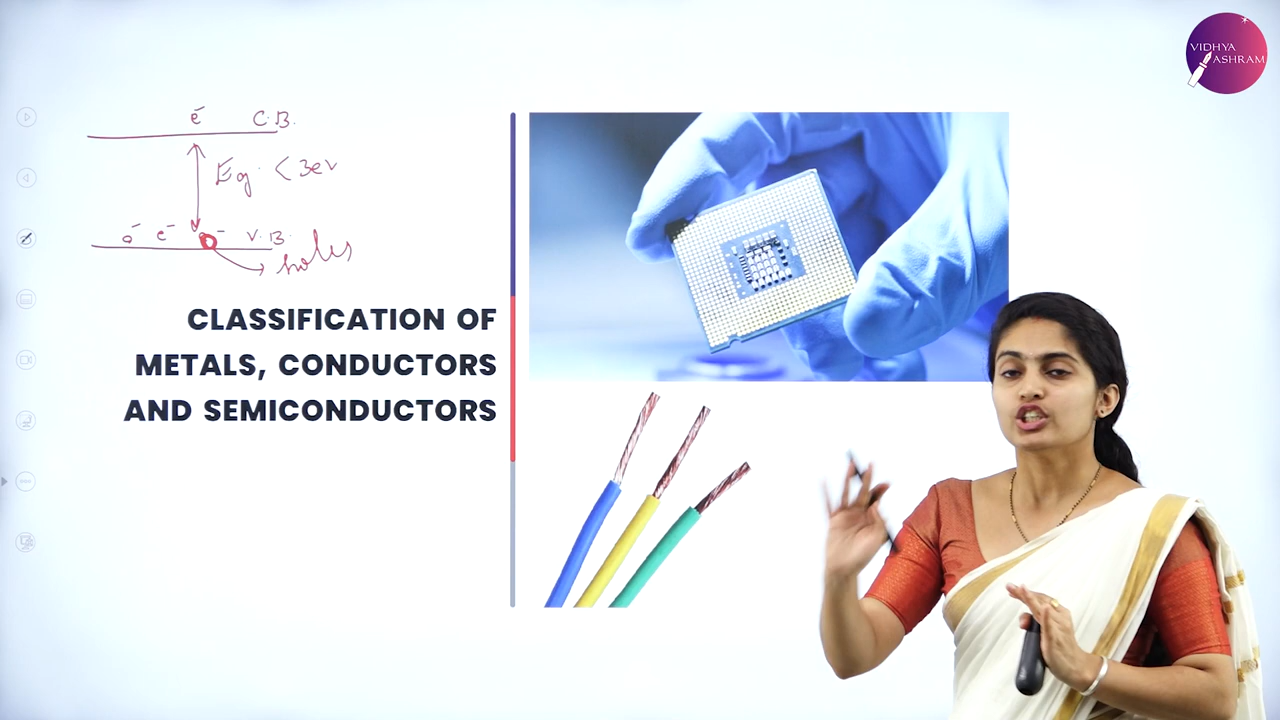 VIDHYA
ASHRAM
e⁻ C.B.
Eg. < 3ev
e⁻ e⁻ V.B.
holes
CLASSIFICATION OF
METALS, CONDUCTORS
AND SEMICONDUCTORS